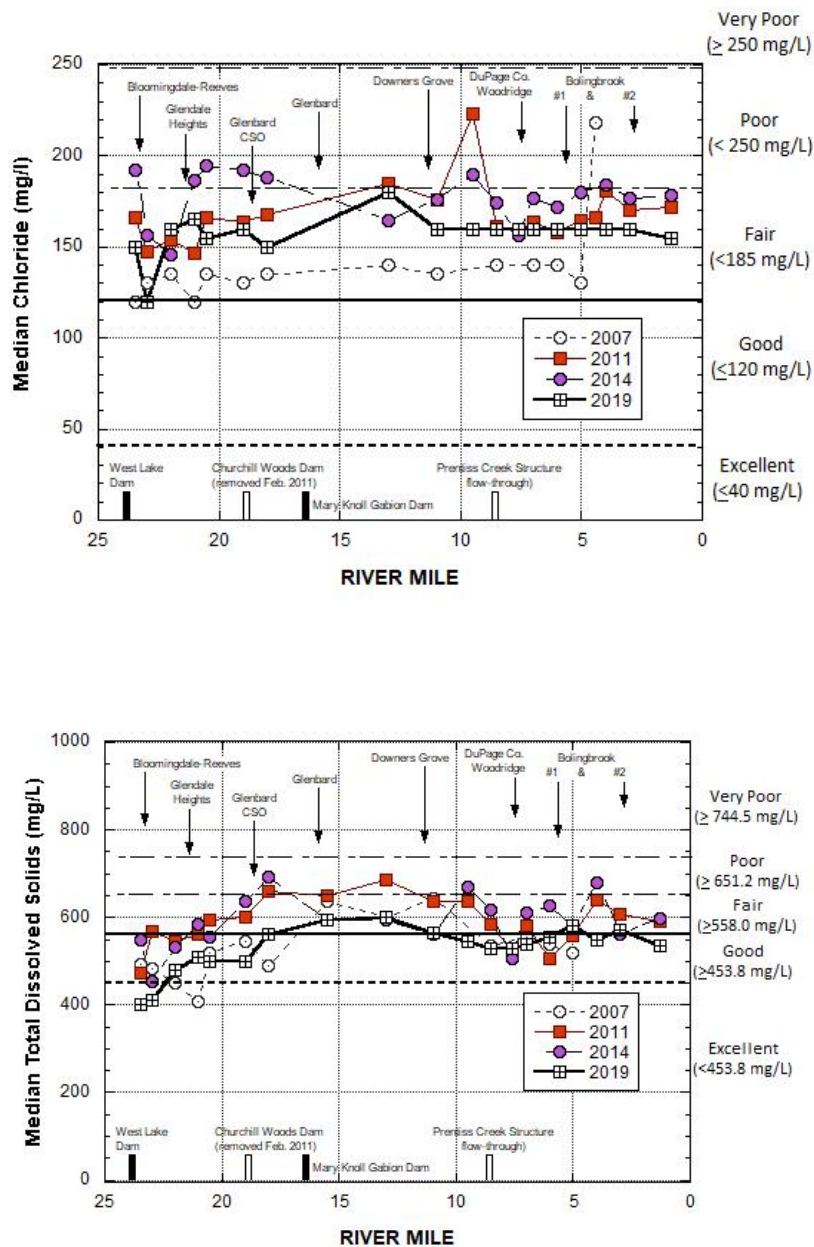 Very Poor
(≥ 250 mg/L)
Poor
(< 250 mg/L)
Fair
(<185 mg/L)
Good
(≤120 mg/L)
Excellent
(≤40 mg/L)
Median Chloride (mg/l)
250
200
150
100
50
0
Bloomingdale-Reeves
Glendale
Heights
Glenbard
CSO
Glenbard
Downers Grove
DuPage Co.
Woodridge
Bolingbrook
#1 & #2
2007
2011
2014
2019
West Lake
Dam
Churchill Woods Dam
(removed Feb. 2011)
Mary Knoll Gabion Dam
Prentiss Creek Structure
flow-through)
25 20 15 10 5 0
RIVER MILE
Median Total Dissolved Solids (mg/L)
1000
800
600
400
200
0
Bloomingdale-Reeves
Glendale
Heights
Glenbard
CSO
Glenbard
Downers Grove
DuPage Co.
Woodridge
Bolingbrook
#1 & #2
Very Poor
(≥ 744.5 mg/L)
Poor
(≥ 651.2 mg/L)
Fair
(≥558.0 mg/L)
Good
(≥453.8 mg/L)
Excellent
(<453.8 mg/L)
2007
2011
2014
2019
West Lake
Dam
Churchill Woods Dam
(removed Feb. 2011)
Mary Knoll Gabion Dam
Prentiss Creek Structure
flow-through)
25 20 15 10 5 0
RIVER MILE